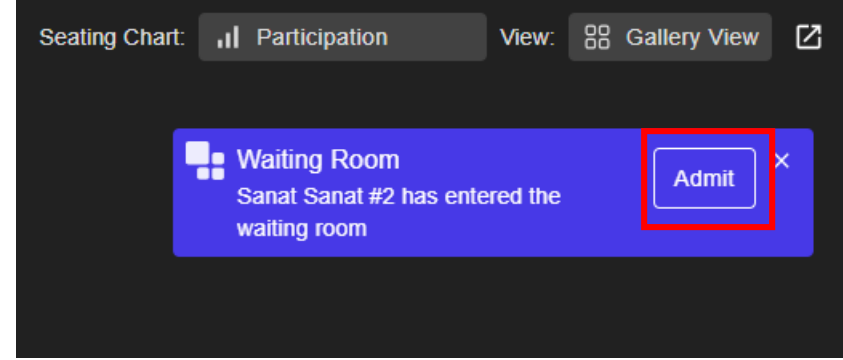 Seating Chart: Participation View: Gallery View
Waiting Room
Sanat Sanat #2 has entered the
waiting room
Admit